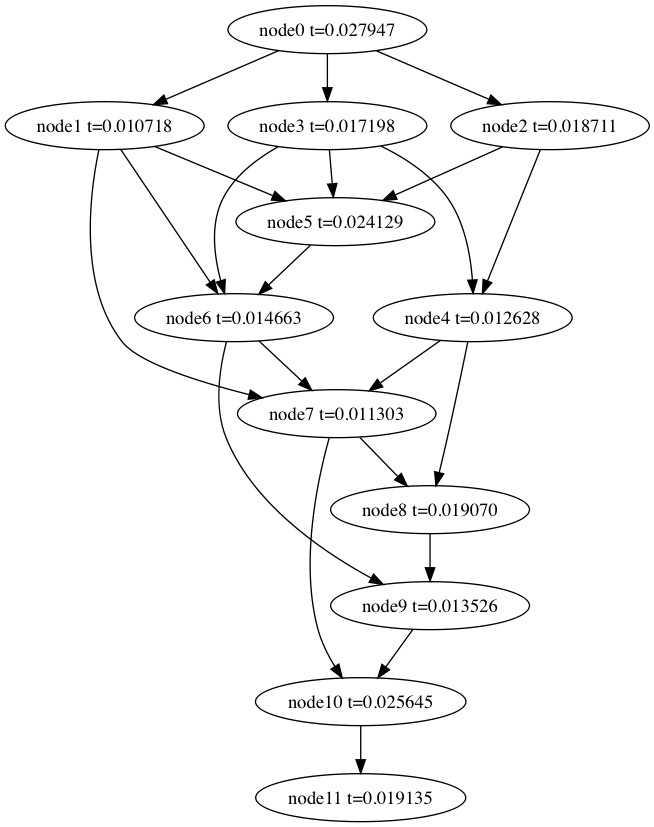 node0 t=0.027947
node1 t=0.010718
node3 t=0.017198
node2 t=0.018711
node5 t=0.024129
node6 t=0.014663
node4 t=0.012628
node7 t=0.011303
node8 t=0.019070
node9 t=0.013526
node10 t=0.025645
node11 t=0.019135